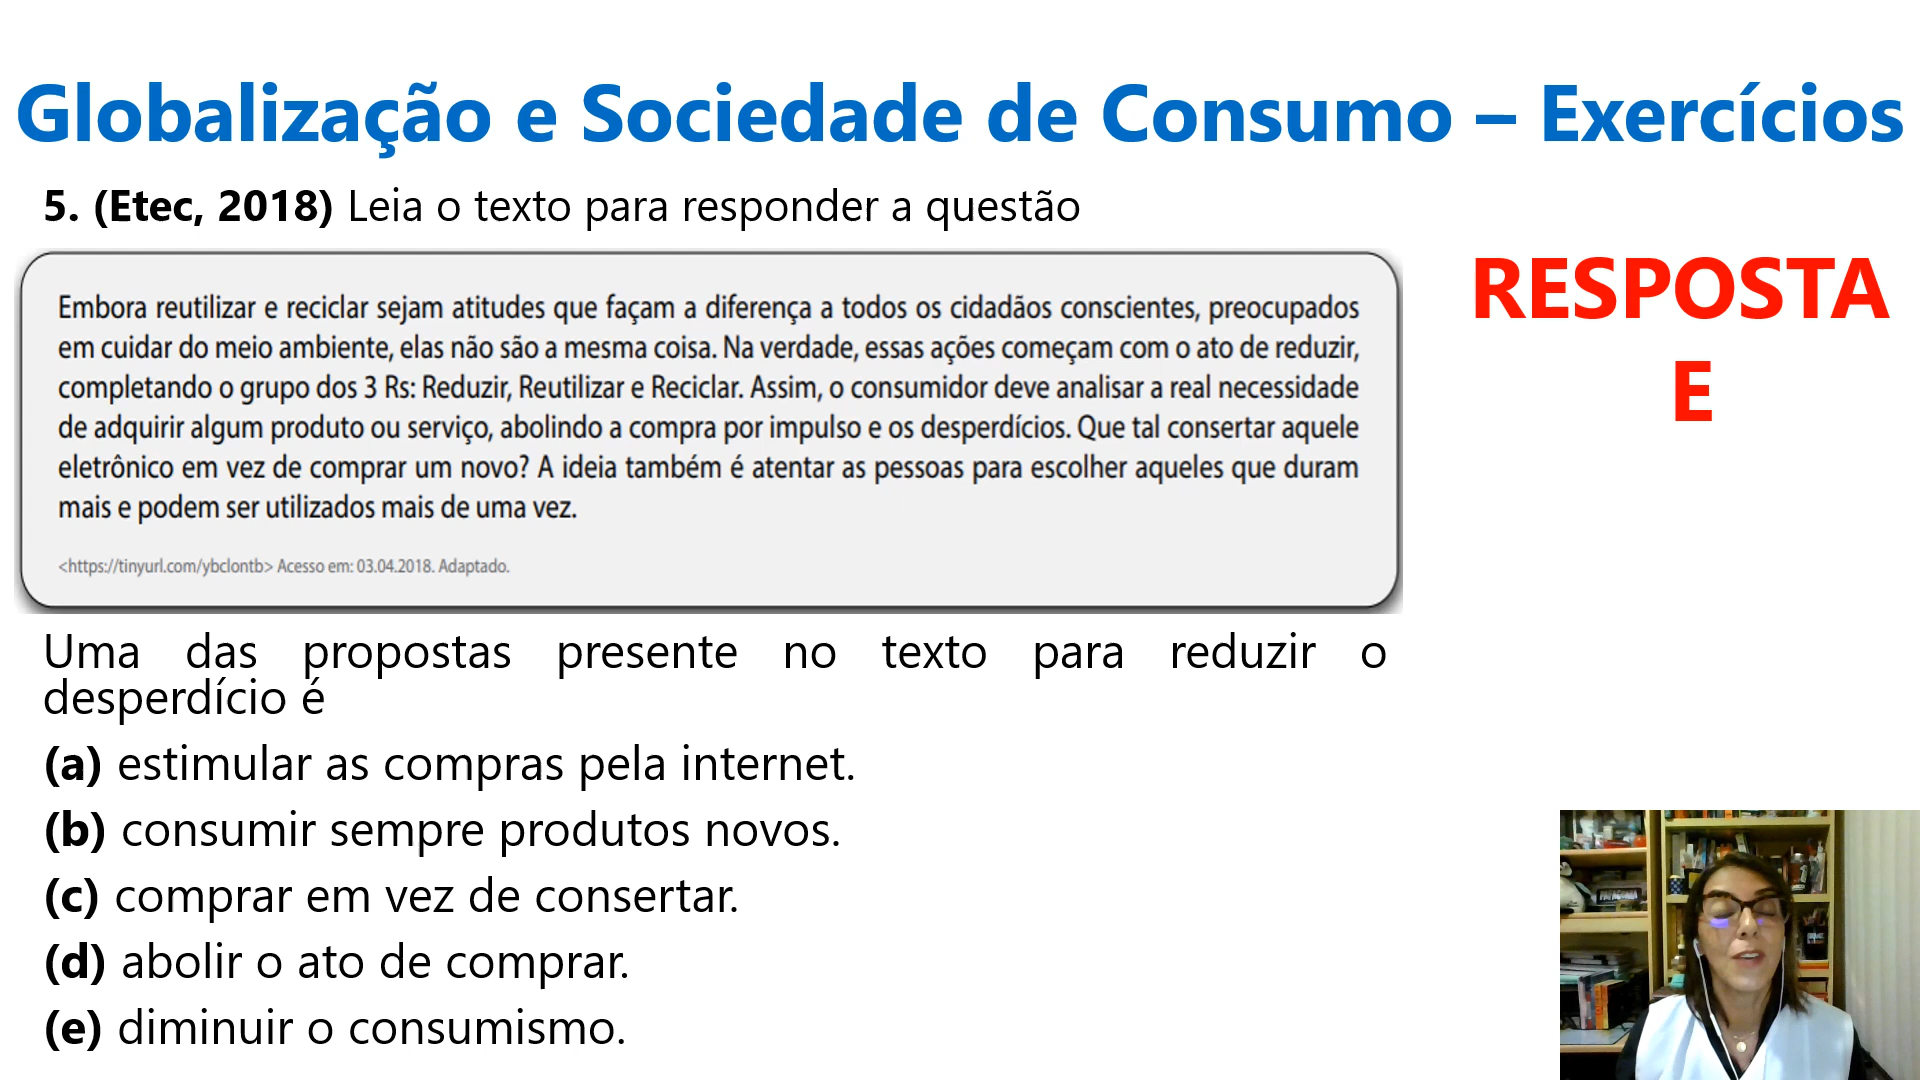 Globalização e Sociedade de Consumo – Exercícios
5. (Etec, 2018) Leia o texto para responder a questão
Embora reutilizar e reciclar sejam atitudes que façam a diferença a todos os cidadãos conscientes, preocupados
em cuidar do meio ambiente, elas não são a mesma coisa. Na verdade, essas ações começam com o ato de reduzir,
completando o grupo dos 3 Rs: Reduzir, Reutilizar e Reciclar. Assim, o consumidor deve analisar a real necessidade
de adquirir algum produto ou serviço, abolindo a compra por impulso e os desperdícios. Que tal consertar aquele
eletrônico em vez de comprar um novo? A ideia também é atentar as pessoas para escolher aqueles que duram
mais e podem ser utilizados mais de uma vez.
<https://tinyurl.com/ybclontb> Acesso em: 03.04.2018. Adaptado.
Uma das propostas presente no texto para reduzir o
desperdício é
(a) estimular as compras pela internet.
(b) consumir sempre produtos novos.
(c) comprar em vez de consertar.
(d) abolir o ato de comprar.
(e) diminuir o consumismo.
RESPOSTA
E